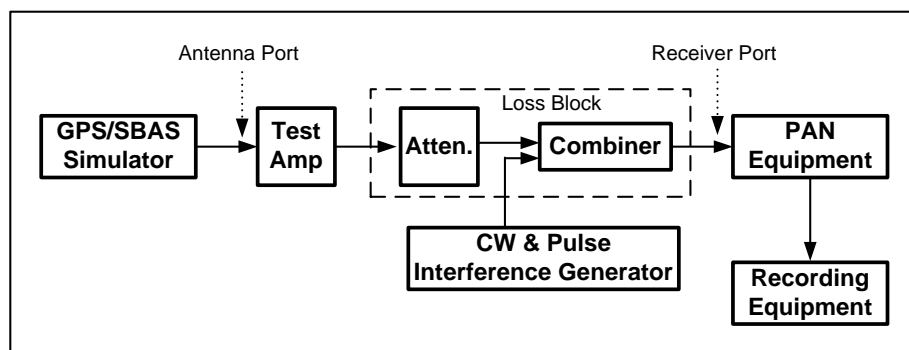 Antenna Port
Receiver Port
Loss Block
GPS/SBAS
Simulator
Test
Amp
Atten.
Combiner
PAN
Equipment
CW & Pulse
Interference Generator
Recording
Equipment